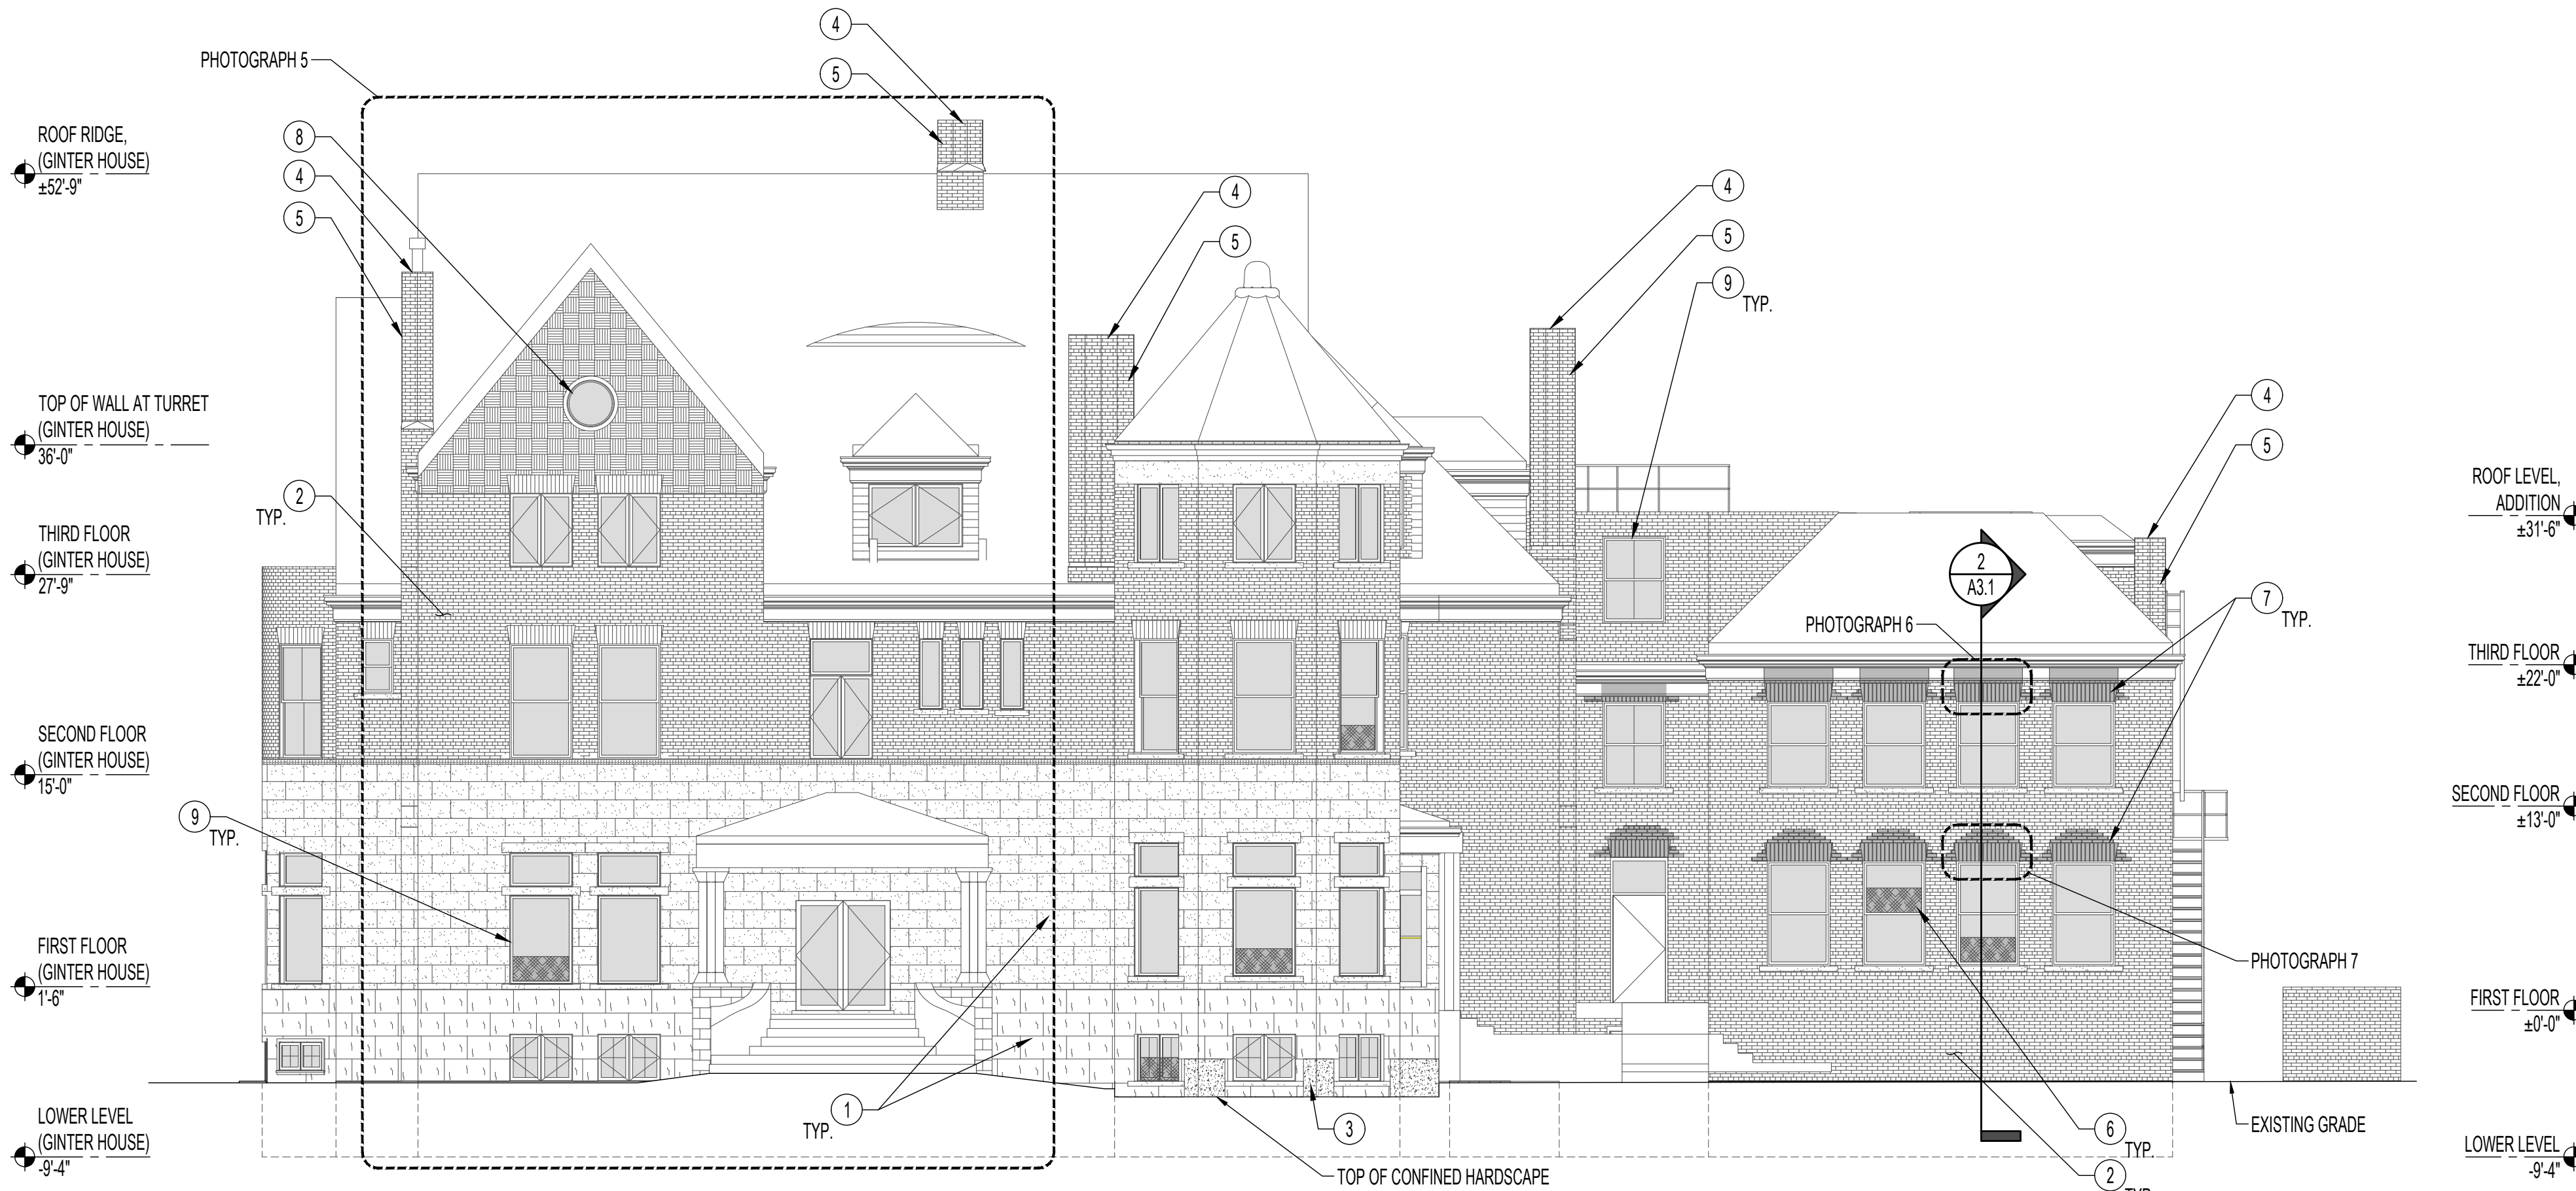 4
PHOTOGRAPH 5
5
ROOF RIDGE,
(GINTER HOUSE)
±52'-9"
8
4
5
4
5
4
5
9
TYP.
TOP OF WALL AT TURRET
(GINTER HOUSE)
36'-0"
4
5
2
TYP.
ROOF LEVEL,
ADDITION
±31'-6"
THIRD FLOOR
(GINTER HOUSE)
27'-9"
2
A3.1
7
TYP.
PHOTOGRAPH 6
THIRD FLOOR
±22'-0"
SECOND FLOOR
(GINTER HOUSE)
15'-0"
SECOND FLOOR
±13'-0"
9
TYP.
FIRST FLOOR
(GINTER HOUSE)
1'-6"
PHOTOGRAPH 7
FIRST FLOOR
±0'-0"
1
TYP.
3
6
TYP.
EXISTING GRADE
LOWER LEVEL
(GINTER HOUSE)
-9'-4"
LOWER LEVEL
-9'-4"
TOP OF CONFINED HARDSCAPE
2
TYP.